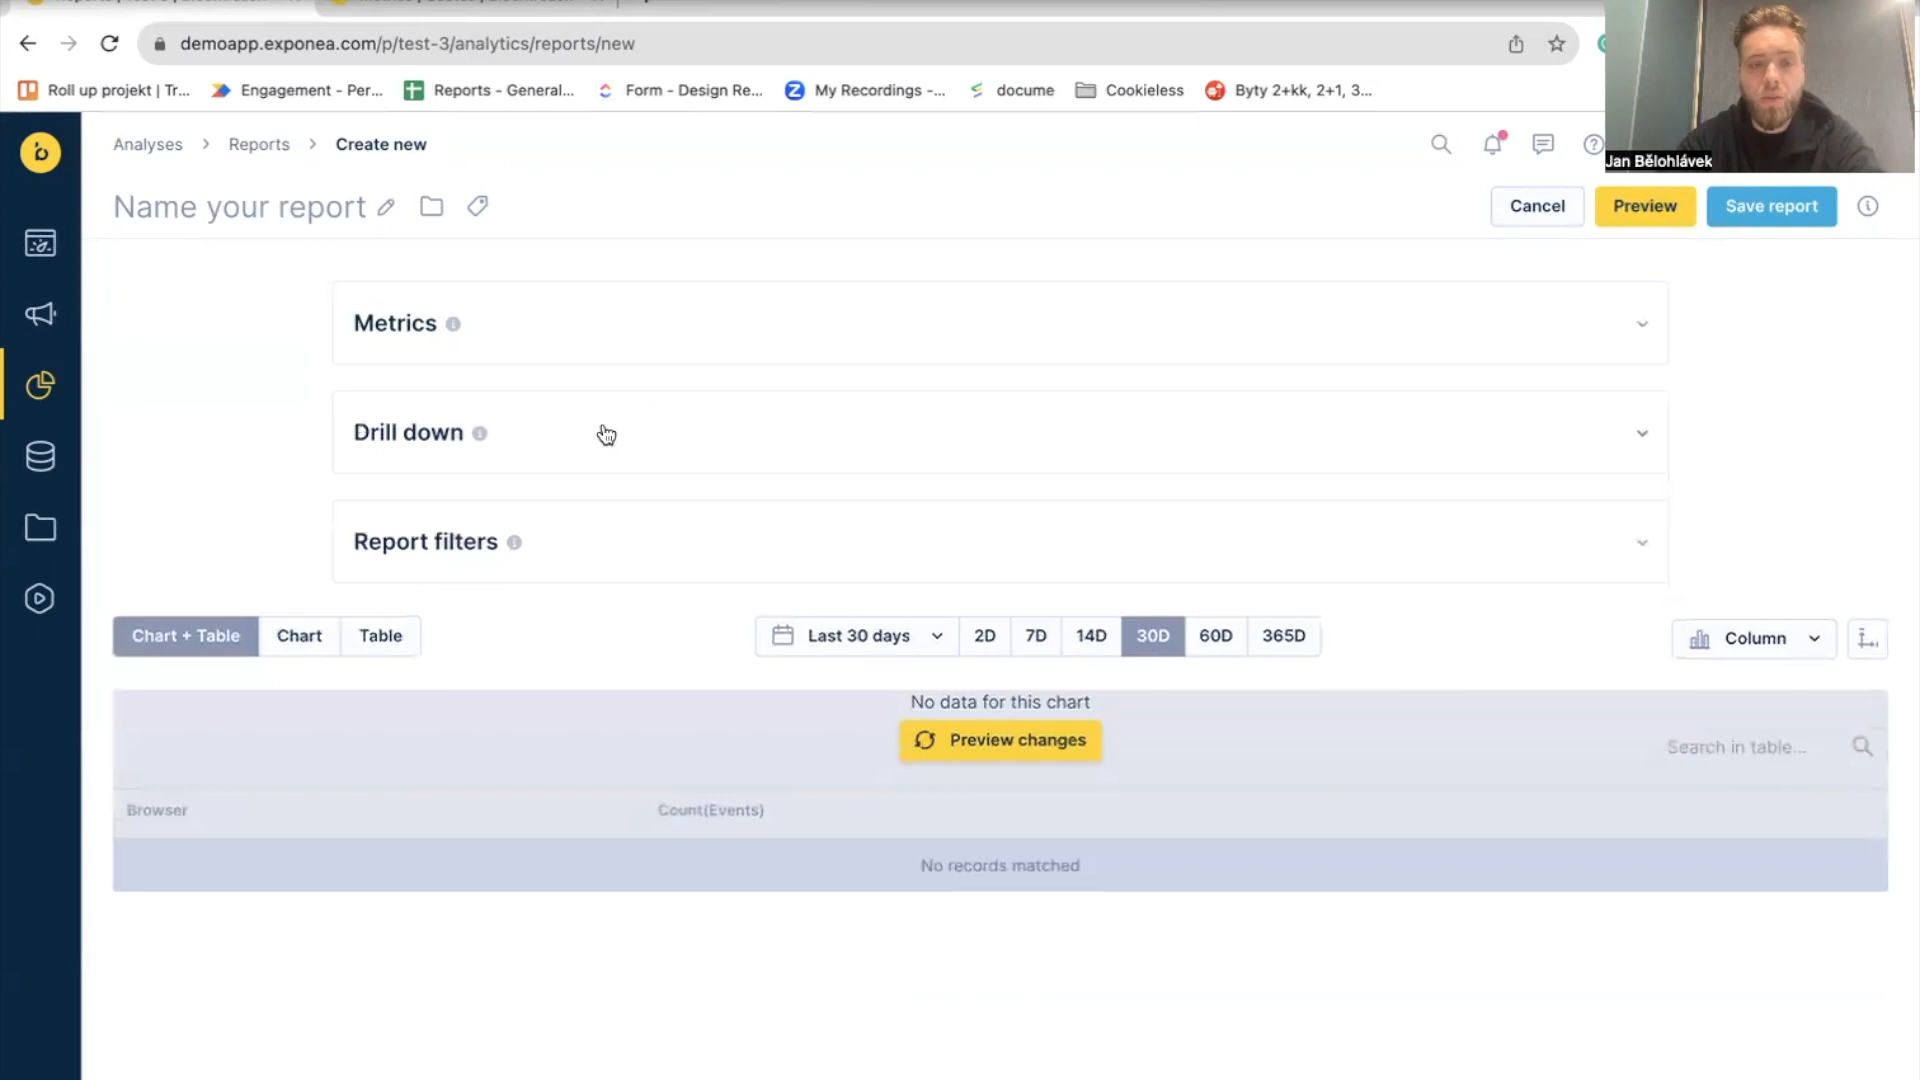 demoapp.exponea.com/p/test-3/analytics/reports/new
Roll up projekt | Tr...
Engagement - Per...
Reports - General...
Form - Design Re...
My Recordings -...
docume
Cookieless
Byty 2+kk, 2+1, 3...
Jan Bělohlávek
Analyses > Reports > Create new
Name your report
Cancel
Preview
Save report
Metrics
Drill down
Report filters
Chart + Table
Chart
Table
Last 30 days
2D
7D
14D
30D
60D
365D
Column
No data for this chart
Preview changes
Search in table...
Browser
Count(Events)
No records matched